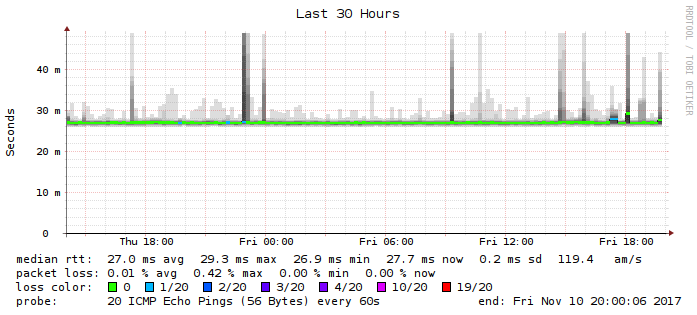 Last 30 Hours
RRDTOOL / TOBI OETIKER
Seconds
40 m
30 m
20 m
10 m
0
Thu 18:00 Fri 00:00 Fri 06:00 Fri 12:00 Fri 18:00
median rtt: 27.0 ms avg 29.3 ms max 26.9 ms min 27.7 ms now 0.2 ms sd 119.4 am/s
packet loss: 0.01 % avg 0.42 % max 0.00 % min 0.00 % now
loss color: 0 1/20 2/20 3/20 4/20 10/20 19/20
probe: 20 ICMP Echo Pings (56 Bytes) every 60s end: Fri Nov 10 20:00:06 2017